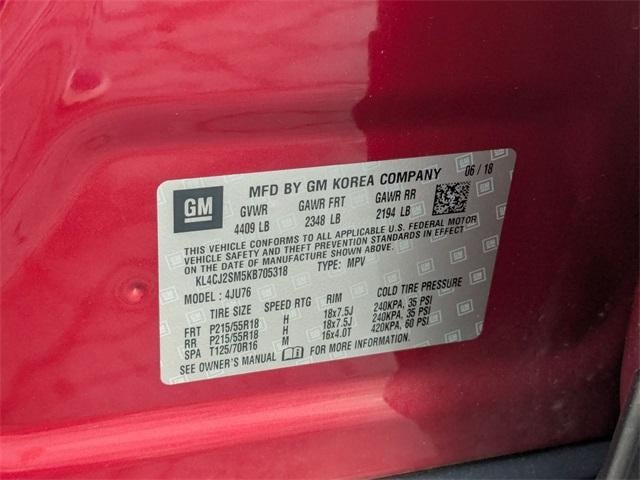 GM
MFD BY GM KOREA COMPANY 06 / 18
GVWR GAWR FRT GAWR RR
4409 LB 2348 LB 2194 LB
THIS VEHICLE CONFORMS TO ALL APPLICABLE U.S. FEDERAL MOTOR
VEHICLE SAFETY AND THEFT PREVENTION STANDARDS IN EFFECT
ON THE DATE OF MANUFACTURE SHOWN ABOVE.
KL4CJ2SM5KB705318 TYPE: MPV
MODEL: 4JU76
TIRE SIZE SPEED RTG RIM
FRT P215/55R18 H 18x7.5J 240KPA, 35 PSI
RR P215/55R18 H 18x7.5J 240KPA, 35 PSI
SPA T125/70R16 M 16x4.0T 420KPA, 60 PSI
SEE OWNER'S MANUAL FOR MORE INFORMATION.